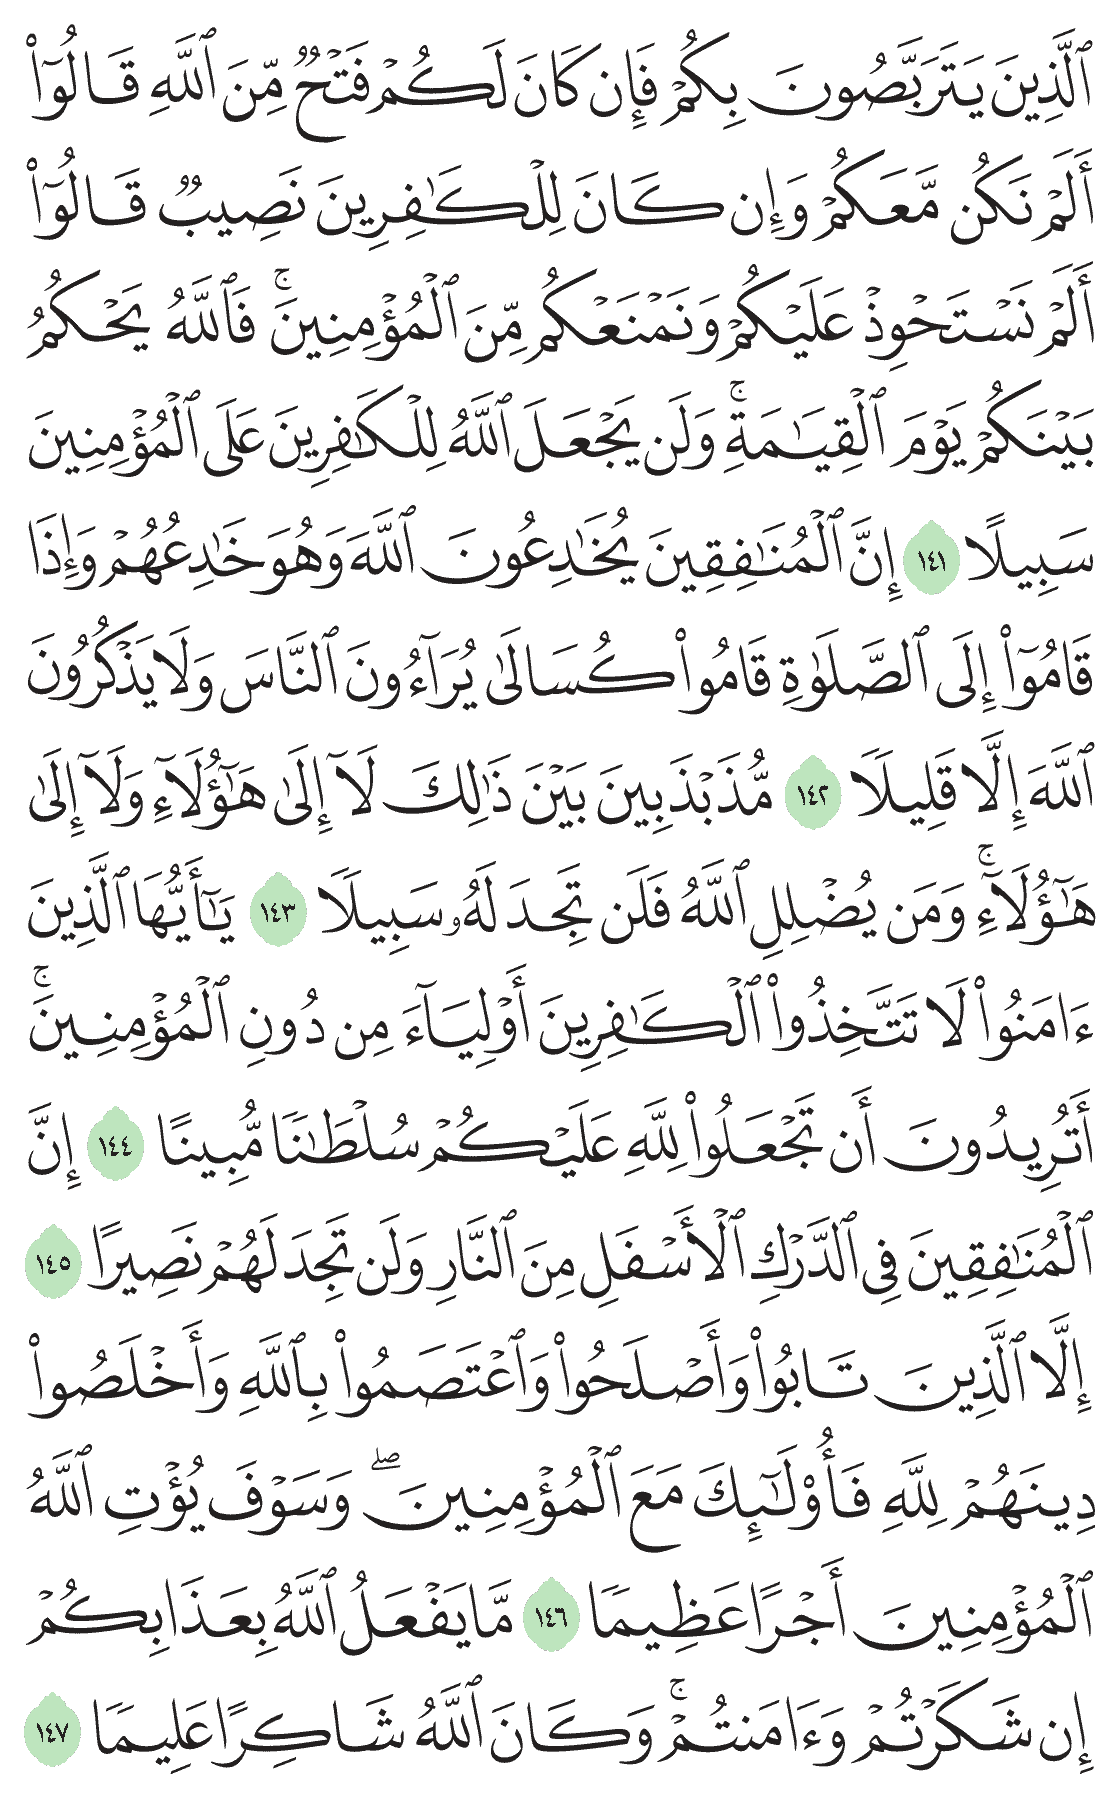 ٱلَّذِينَ يَتَرَبَّصُونَ بِكُمۡ فَإِن كَانَ لَكُمۡ فَتۡحٞ مِّنَ ٱللَّهِ قَالُوٓاْ
أَلَمۡ نَكُن مَّعَكُمۡ وَإِن كَانَ لِلۡكَٰفِرِينَ نَصِيبٞ قَالُوٓاْ
أَلَمۡ نَسۡتَحۡوِذۡ عَلَيۡكُمۡ وَنَمۡنَعۡكُم مِّنَ ٱلۡمُؤۡمِنِينَۚ فَٱللَّهُ يَحۡكُمُ
بَيۡنَكُمۡ يَوۡمَ ٱلۡقِيَٰمَةِۚ وَلَن يَجۡعَلَ ٱللَّهُ لِلۡكَٰفِرِينَ عَلَى ٱلۡمُؤۡمِنِينَ
سَبِيلًا ١٤١ إِنَّ ٱلۡمُنَٰفِقِينَ يُخَٰدِعُونَ ٱللَّهَ وَهُوَ خَٰدِعُهُمۡ وَإِذَا
قَامُوٓاْ إِلَى ٱلصَّلَوٰةِ قَامُواْ كُسَالَىٰ يُرَآءُونَ ٱلنَّاسَ وَلَا يَذۡكُرُونَ
ٱللَّهَ إِلَّا قَلِيلٗا ١٤٢ مُّذَبۡذَبِينَ بَيۡنَ ذَٰلِكَ لَآ إِلَىٰ هَٰٓؤُلَآءِ وَلَآ إِلَىٰ
هَٰٓؤُلَآءِۚ وَمَن يُضۡلِلِ ٱللَّهُ فَلَن تَجِدَ لَهُۥ سَبِيلٗا ١٤٣ يَٰٓأَيُّهَا ٱلَّذِينَ
ءَامَنُواْ لَا تَتَّخِذُواْ ٱلۡكَٰفِرِينَ أَوۡلِيَآءَ مِن دُونِ ٱلۡمُؤۡمِنِينَۚ
أَتُرِيدُونَ أَن تَجۡعَلُواْ لِلَّهِ عَلَيۡكُمۡ سُلۡطَٰنٗا مُّبِينًا ١٤٤ إِنَّ
ٱلۡمُنَٰفِقِينَ فِي ٱلدَّرۡكِ ٱلۡأَسۡفَلِ مِنَ ٱلنَّارِ وَلَن تَجِدَ لَهُمۡ نَصِيرًا ١٤٥
إِلَّا ٱلَّذِينَ تَابُواْ وَأَصۡلَحُواْ وَٱعۡتَصَمُواْ بِٱللَّهِ وَأَخۡلَصُواْ
دِينَهُمۡ لِلَّهِ فَأُوْلَٰٓئِكَ مَعَ ٱلۡمُؤۡمِنِينَۖ وَسَوۡفَ يُؤۡتِ ٱللَّهُ
ٱلۡمُؤۡمِنِينَ أَجۡرًا عَظِيمٗا ١٤٦ مَّا يَفۡعَلُ ٱللَّهُ بِعَذَابِكُمۡ
إِن شَكَرۡتُمۡ وَءَامَنتُمۡۚ وَكَانَ ٱللَّهُ شَاكِرًا عَلِيمٗا ١٤٧